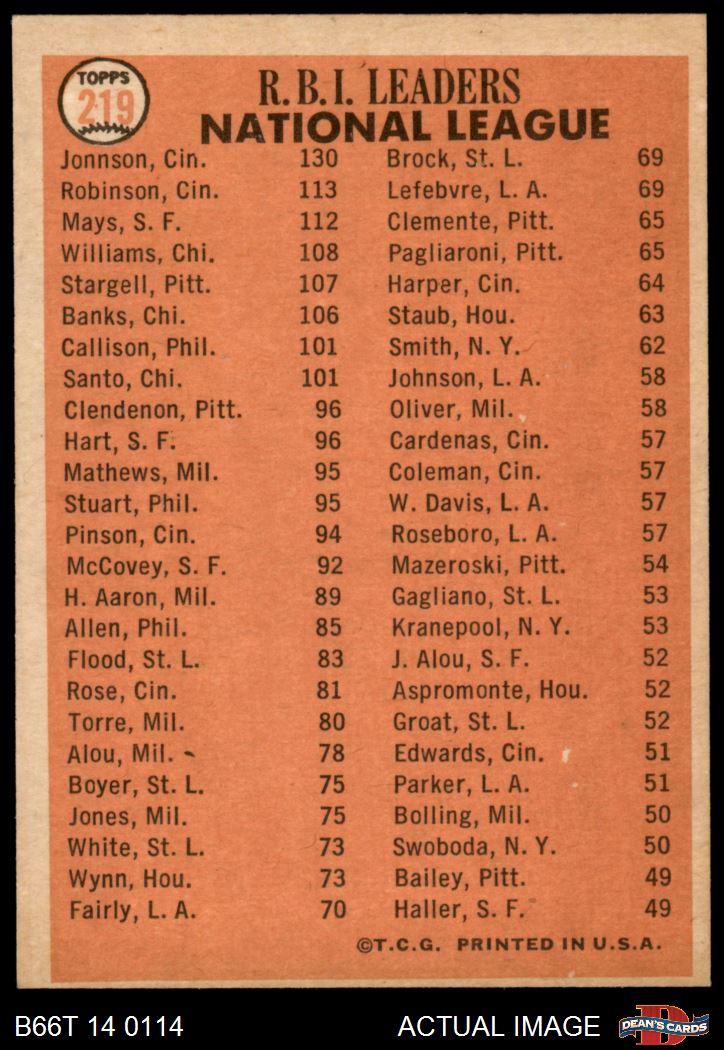 TOPPS
219
R.B.I. LEADERS
NATIONAL LEAGUE
Jonnson, Cin. 130
Robinson, Cin. 113
Mays, S. F. 112
Williams, Chi. 108
Stargell, Pitt. 107
Banks, Chi. 106
Callison, Phil. 101
Santo, Chi. 101
Clendenon, Pitt. 96
Hart, S. F. 96
Mathews, Mil. 95
Stuart, Phil. 95
Pinson, Cin. 94
McCovey, S. F. 92
H. Aaron, Mil. 89
Allen, Phil. 85
Flood, St. L. 83
Rose, Cin. 81
Torre, Mil. 80
Alou, Mil. 78
Boyer, St. L. 75
Jones, Mil. 75
White, St. L. 73
Wynn, Hou. 73
Fairly, L. A. 70
Brock, St. L. 69
Lefebvre, L. A. 69
Clemente, Pitt. 65
Pagliaroni, Pitt. 65
Harper, Cin. 64
Staub, Hou. 63
Smith, N. Y. 62
Johnson, L. A. 58
Oliver, Mil. 58
Cardenas, Cin. 57
Coleman, Cin. 57
W. Davis, L. A. 57
Roseboro, L. A. 57
Mazeroski, Pitt. 54
Gagliano, St. L. 53
Kranepool, N. Y. 53
J. Alou, S. F. 52
Aspromonte, Hou. 52
Groat, St. L. 52
Edwards, Cin. 51
Parker, L. A. 51
Bolling, Mil. 50
Swoboda, N. Y. 50
Bailey, Pitt. 49
Haller, S. F. 49
©T.C.G. PRINTED IN U.S.A.
B66T 14 0114
ACTUAL IMAGE
DEAN'S CARDS